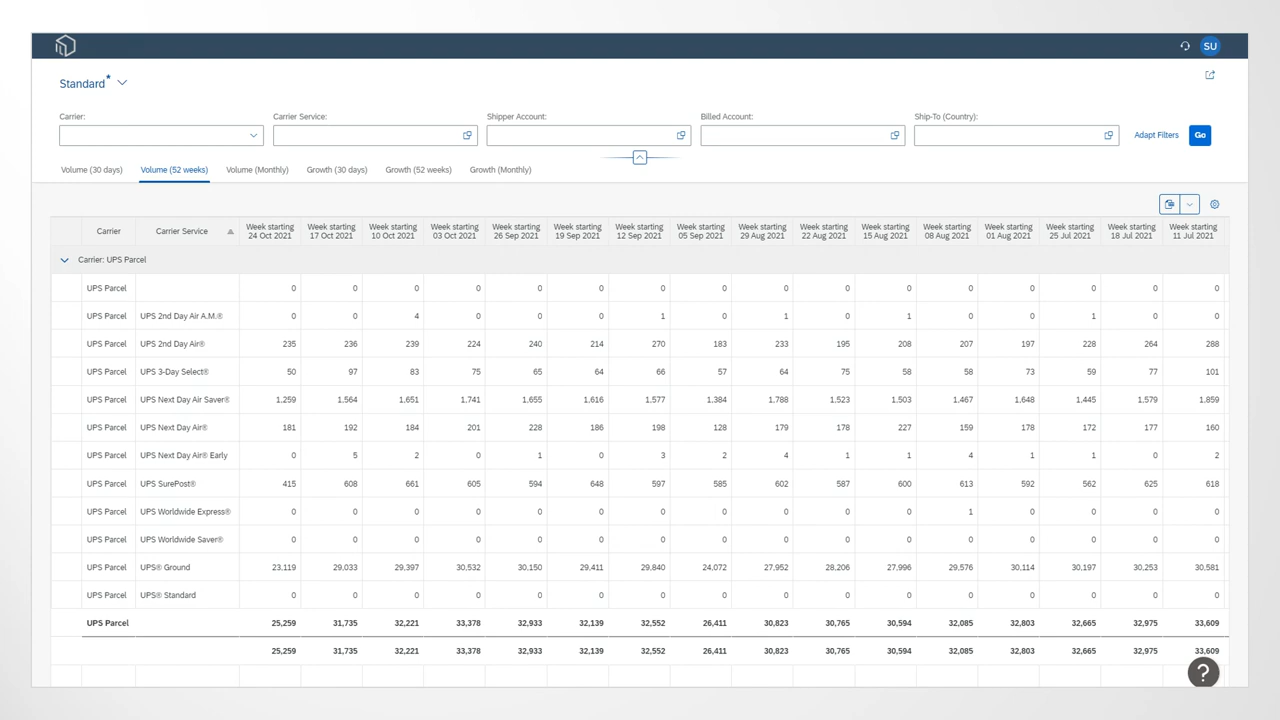 SU
Standard*
Carrier: Carrier Service: Shipper Account: Billed Account: Ship-To (Country):
Adapt Filters Go
Volume (30 days) Volume (52 weeks) Volume (Monthly) Growth (30 days) Growth (52 weeks) Growth (Monthly)
Carrier Carrier Service Week starting 24 Oct 2021 Week starting 17 Oct 2021 Week starting 10 Oct 2021 Week starting 03 Oct 2021 Week starting 26 Sep 2021 Week starting 19 Sep 2021 Week starting 12 Sep 2021 Week starting 05 Sep 2021 Week starting 29 Aug 2021 Week starting 22 Aug 2021 Week starting 15 Aug 2021 Week starting 08 Aug 2021 Week starting 01 Aug 2021 Week starting 25 Jul 2021 Week starting 18 Jul 2021 Week starting 11 Jul 2021
Carrier: UPS Parcel
UPS Parcel 0 0 0 0 0 0 0 0 0 0 0 0 0 0 0 0
UPS Parcel UPS 2nd Day Air A.M.® 0 0 4 0 0 0 1 0 1 0 1 0 0 1 0 0
UPS Parcel UPS 2nd Day Air® 235 236 239 224 240 214 270 183 233 195 208 207 197 228 264 288
UPS Parcel UPS 3-Day Select® 50 97 83 75 65 64 66 57 64 75 58 58 73 59 77 101
UPS Parcel UPS Next Day Air Saver® 1,259 1,564 1,651 1,741 1,655 1,616 1,577 1,384 1,788 1,523 1,503 1,467 1,648 1,445 1,579 1,859
UPS Parcel UPS Next Day Air® 181 192 184 201 228 186 198 128 179 178 227 159 178 172 177 160
UPS Parcel UPS Next Day Air® Early 0 5 2 0 1 0 3 2 4 1 1 4 1 1 0 2
UPS Parcel UPS SurePost® 415 608 661 605 594 648 597 585 602 587 600 613 592 562 625 618
UPS Parcel UPS Worldwide Express® 0 0 0 0 0 0 0 0 0 0 0 1 0 0 0 0
UPS Parcel UPS Worldwide Saver® 0 0 0 0 0 0 0 0 0 0 0 0 0 0 0 0
UPS Parcel UPS® Ground 23,119 29,033 29,397 30,532 30,150 29,411 29,840 24,072 27,952 28,206 27,996 29,576 30,114 30,197 30,253 30,581
UPS Parcel UPS® Standard 0 0 0 0 0 0 0 0 0 0 0 0 0 0 0 0
UPS Parcel 25,259 31,735 32,221 33,378 32,933 32,139 32,552 26,411 30,823 30,765 30,594 32,085 32,803 32,665 32,975 33,609
25,259 31,735 32,221 33,378 32,933 32,139 32,552 26,411 30,823 30,765 30,594 32,085 32,803 32,665 32,975 33,609
?